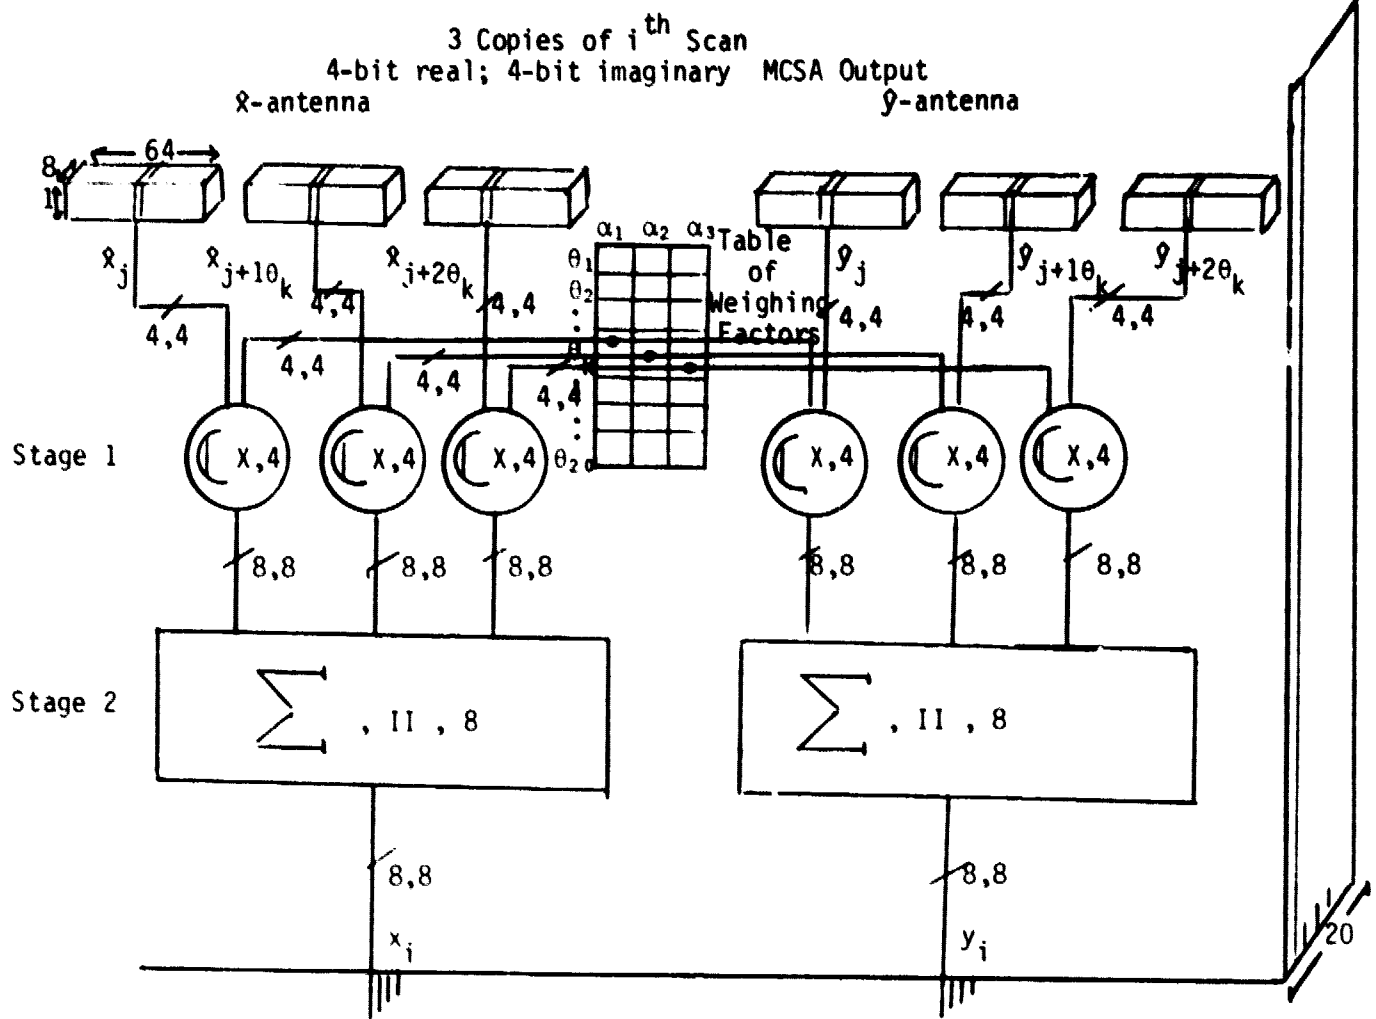 3 Copies of iᵗʰ Scan
4-bit real; 4-bit imaginary MCSA Output
x̂-antenna ŷ-antenna
64
8
1
α₁ α₂ α₃
Table
of
Weighing
Factors
x̂ⱼ x̂ⱼ₊₁θₖ x̂ⱼ₊₂θₖ ŷⱼ ŷⱼ₊₁θₖ ŷⱼ₊₂θₖ
θ₁
θ₂
4,4 4,4 4,4 4,4 4,4 4,4
4,4 4,4 4,4
Stage 1 X,4 X,4 X,4 θ₂₀ X,4 X,4 X,4
8,8 8,8 8,8 8,8 8,8 8,8
Stage 2 ∑ , II , 8 ∑ , II , 8
8,8 8,8
xᵢ yᵢ
20